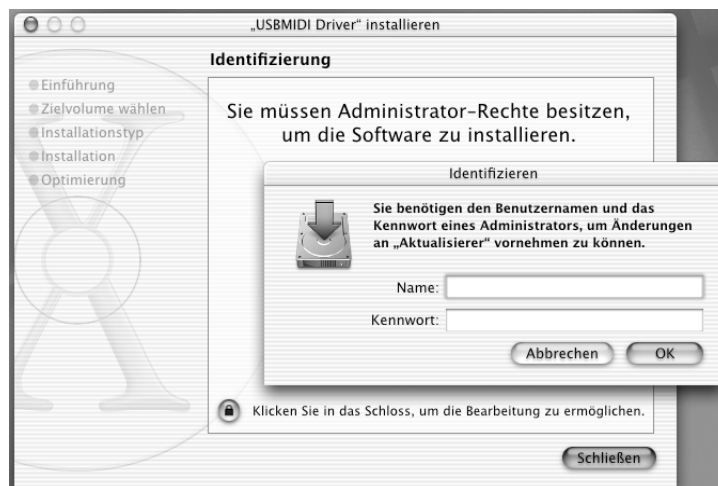 „USBMIDI Driver“ installieren
Identifizierung
Einführung
Zielvolume wählen
Installationstyp
Installation
Optimierung
Sie müssen Administrator-Rechte besitzen,
um die Software zu installieren.
Identifizieren
Sie benötigen den Benutzernamen und das
Kennwort eines Administrators, um Änderungen
an „Aktualisierer“ vornehmen zu können.
Name:
Kennwort:
Abbrechen
OK
Klicken Sie in das Schloss, um die Bearbeitung zu ermöglichen.
Schließen